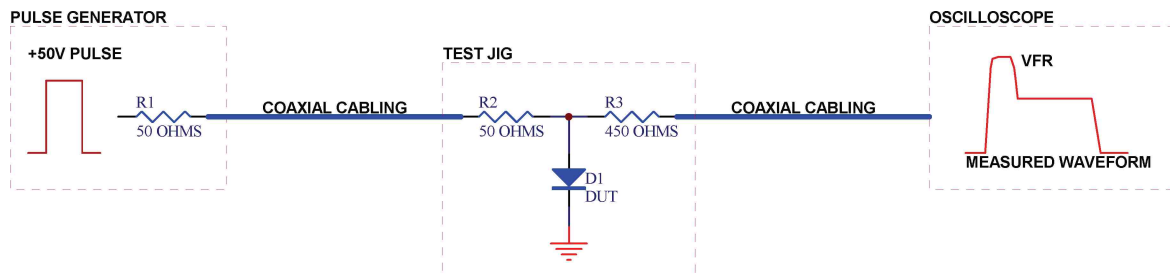 PULSE GENERATOR
+50V PULSE
R1
50 OHMS
COAXIAL CABLING
TEST JIG
R2
50 OHMS
R3
450 OHMS
D1
DUT
COAXIAL CABLING
OSCILLOSCOPE
VFR
MEASURED WAVEFORM